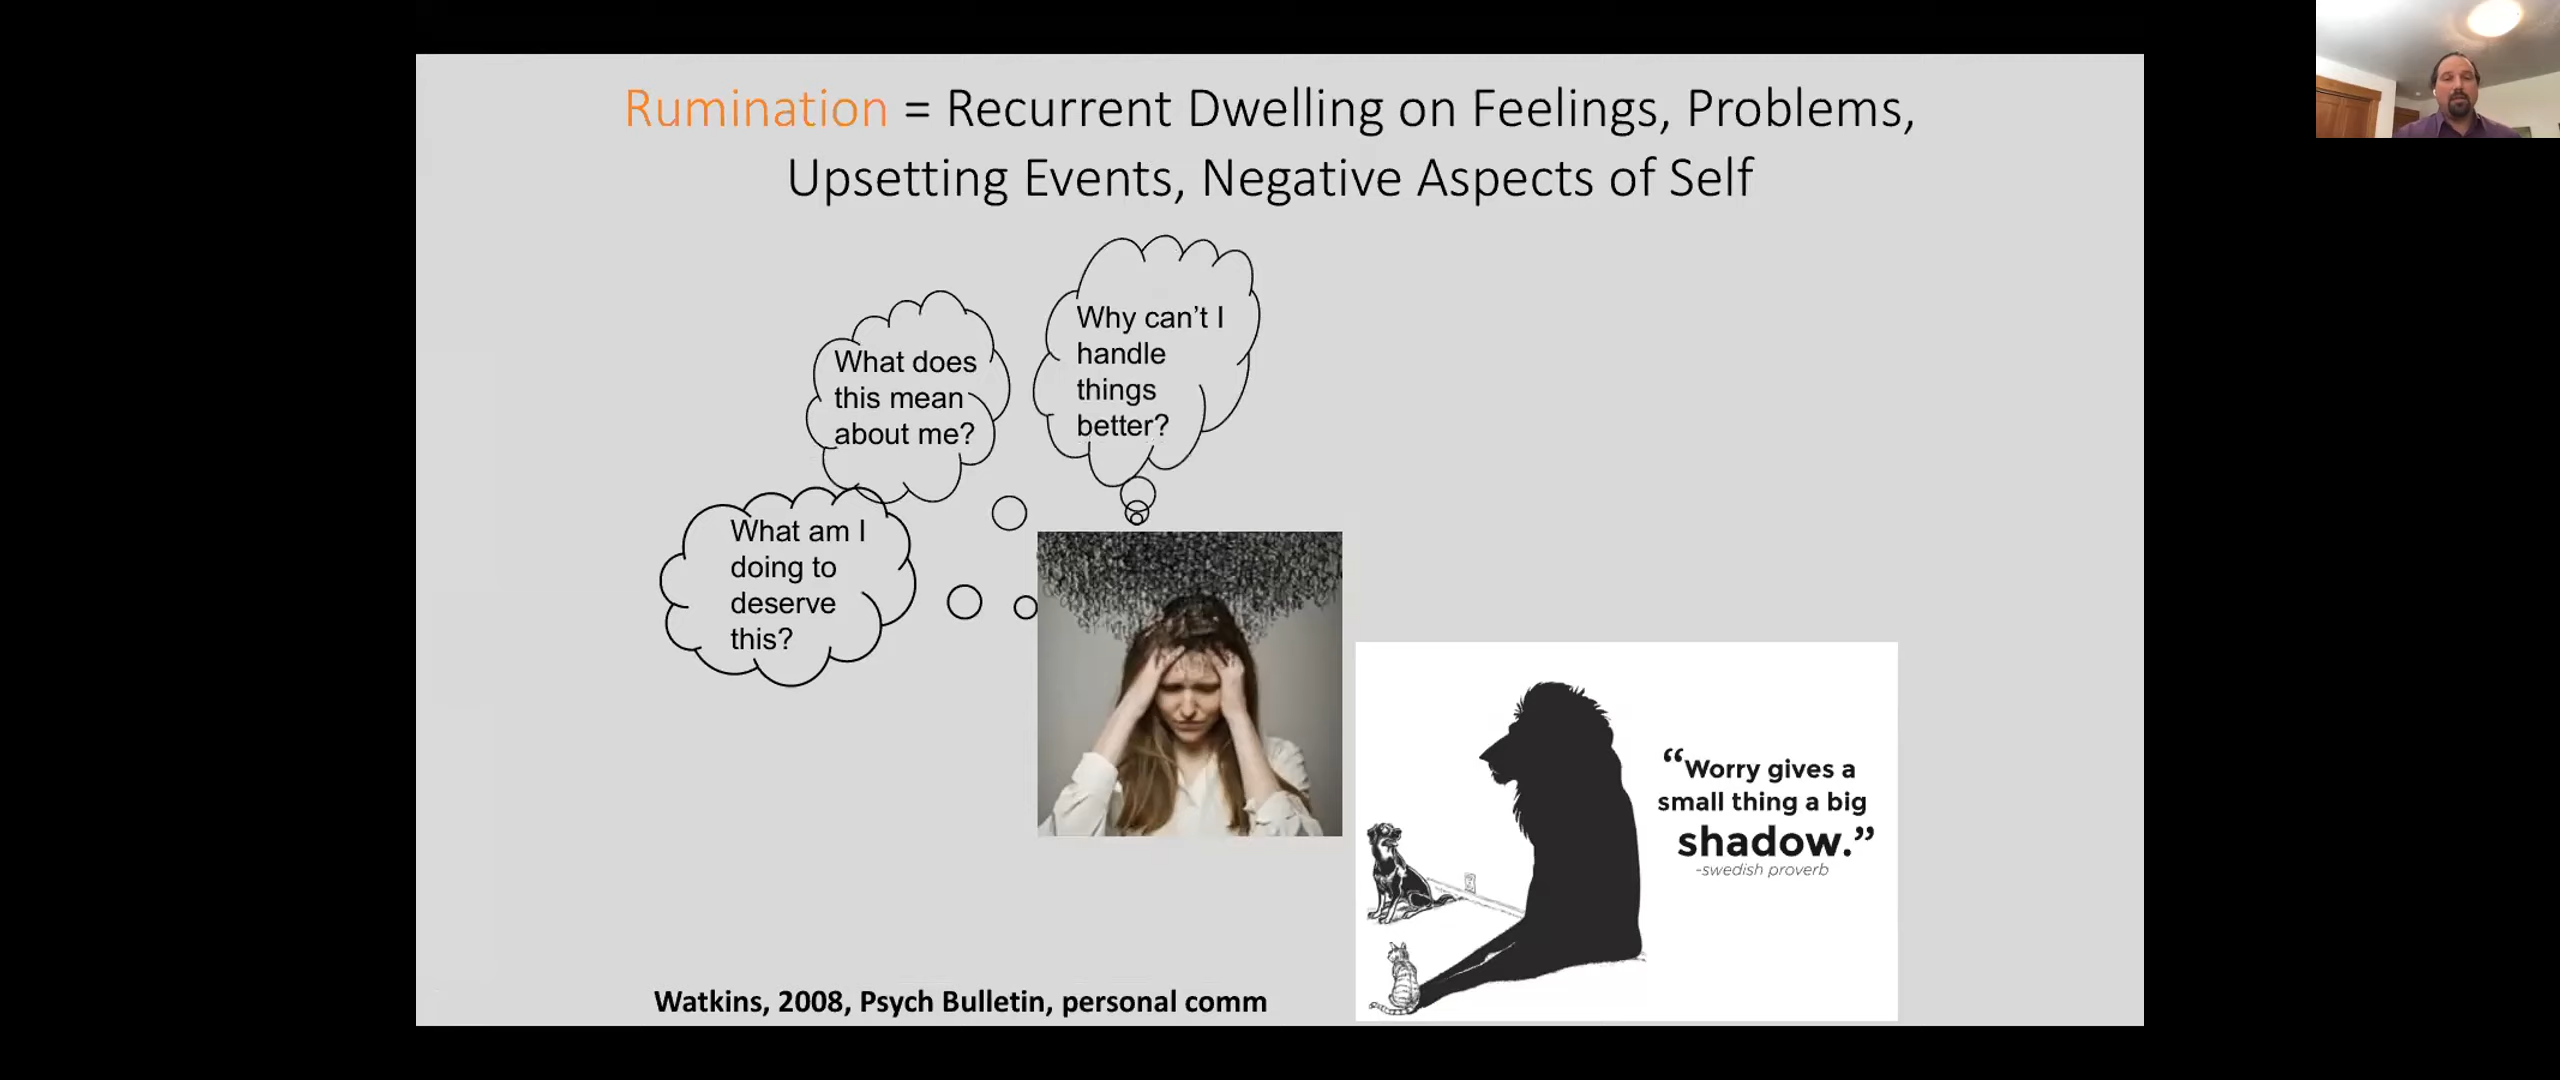 Rumination = Recurrent Dwelling on Feelings, Problems,
Upsetting Events, Negative Aspects of Self
Why can’t I
handle
things
better?
What does
this mean
about me?
What am I
doing to
deserve
this?
“Worry gives a
small thing a big
shadow.”
-swedish proverb
Watkins, 2008, Psych Bulletin, personal comm